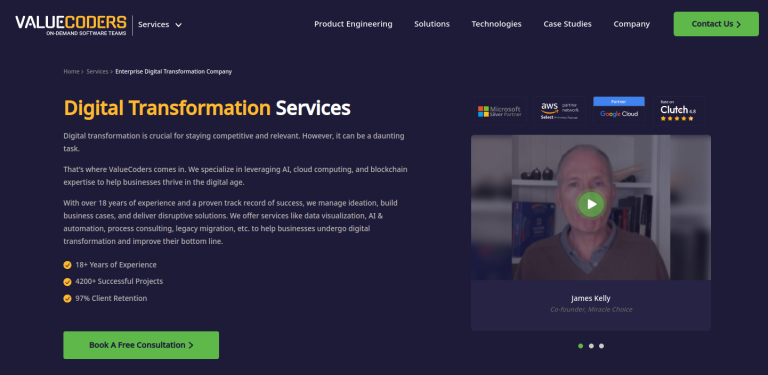 VALUECODERS
ON-DEMAND SOFTWARE TEAMS
Services
Product Engineering
Solutions
Technologies
Case Studies
Company
Contact Us
Home > Services > Enterprise Digital Transformation Company
Digital Transformation Services
Digital transformation is crucial for staying competitive and relevant. However, it can be a daunting
task.
That's where ValueCoders comes in. We specialize in leveraging AI, cloud computing, and blockchain
expertise to help businesses thrive in the digital age.
With over 18 years of experience and a proven track record of success, we manage ideation, build
business cases, and deliver disruptive solutions. We offer services like data visualization, AI &
automation, process consulting, legacy migration, etc. to help businesses undergo digital
transformation and improve their bottom line.
18+ Years of Experience
4200+ Successful Projects
97% Client Retention
Book A Free Consultation
Microsoft
Silver Partner
aws
partner
network
Select
Partner
Google Cloud
Clutch 4.8
James Kelly
Co-founder, Miracle Choice